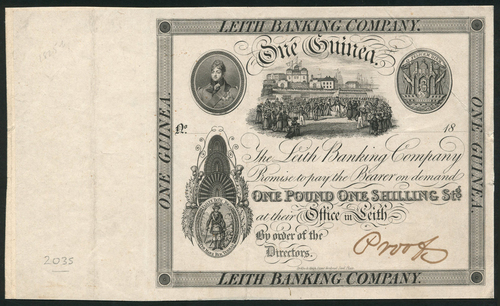 LEITH BANKING COMPANY.
One Guinea.
ONE GUINEA.
ONE GUINEA.
No.
18
The Leith Banking Company
Promise to pay the Bearer on demand
ONE POUND ONE SHILLING Stg
at their Office in Leith
By order of the
Directors.
Proof
2035
LEITH BANKING COMPANY.